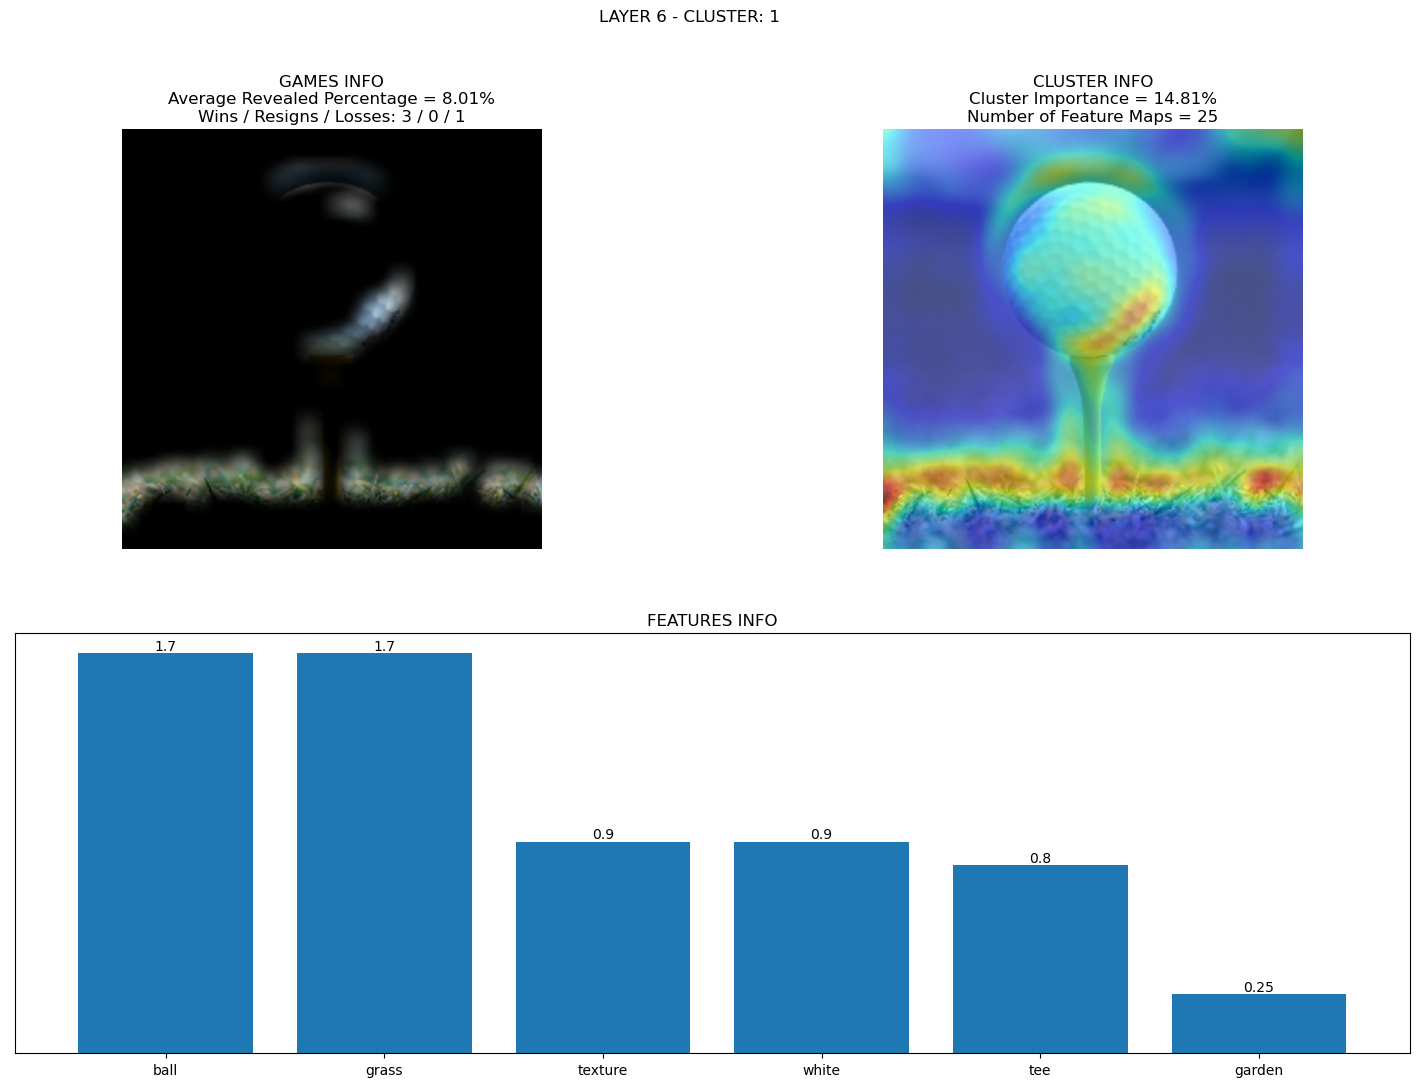 LAYER 6 - CLUSTER: 1
GAMES INFO
Average Revealed Percentage = 8.01%
Wins / Resigns / Losses: 3 / 0 / 1
CLUSTER INFO
Cluster Importance = 14.81%
Number of Feature Maps = 25
FEATURES INFO
1.7
1.7
0.9
0.9
0.8
0.25
ball
grass
texture
white
tee
garden